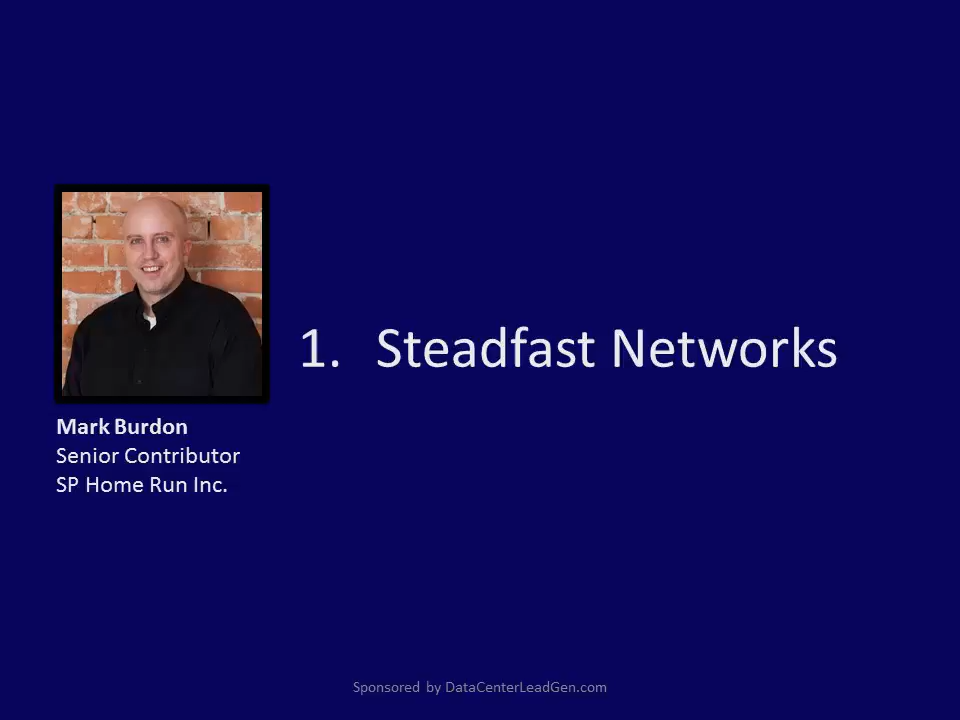 1. Steadfast Networks
Mark Burdon
Senior Contributor
SP Home Run Inc.
Sponsored by DataCenterLeadGen.com